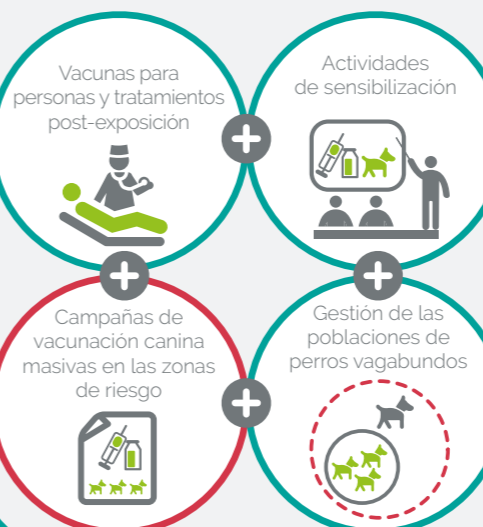 Vacunas para
personas y tratamientos
post-exposición
Actividades
de sensibilización
Campañas de
vacunación canina
masivas en las zonas
de riesgo
Gestión de las
poblaciones de
perros vagabundos